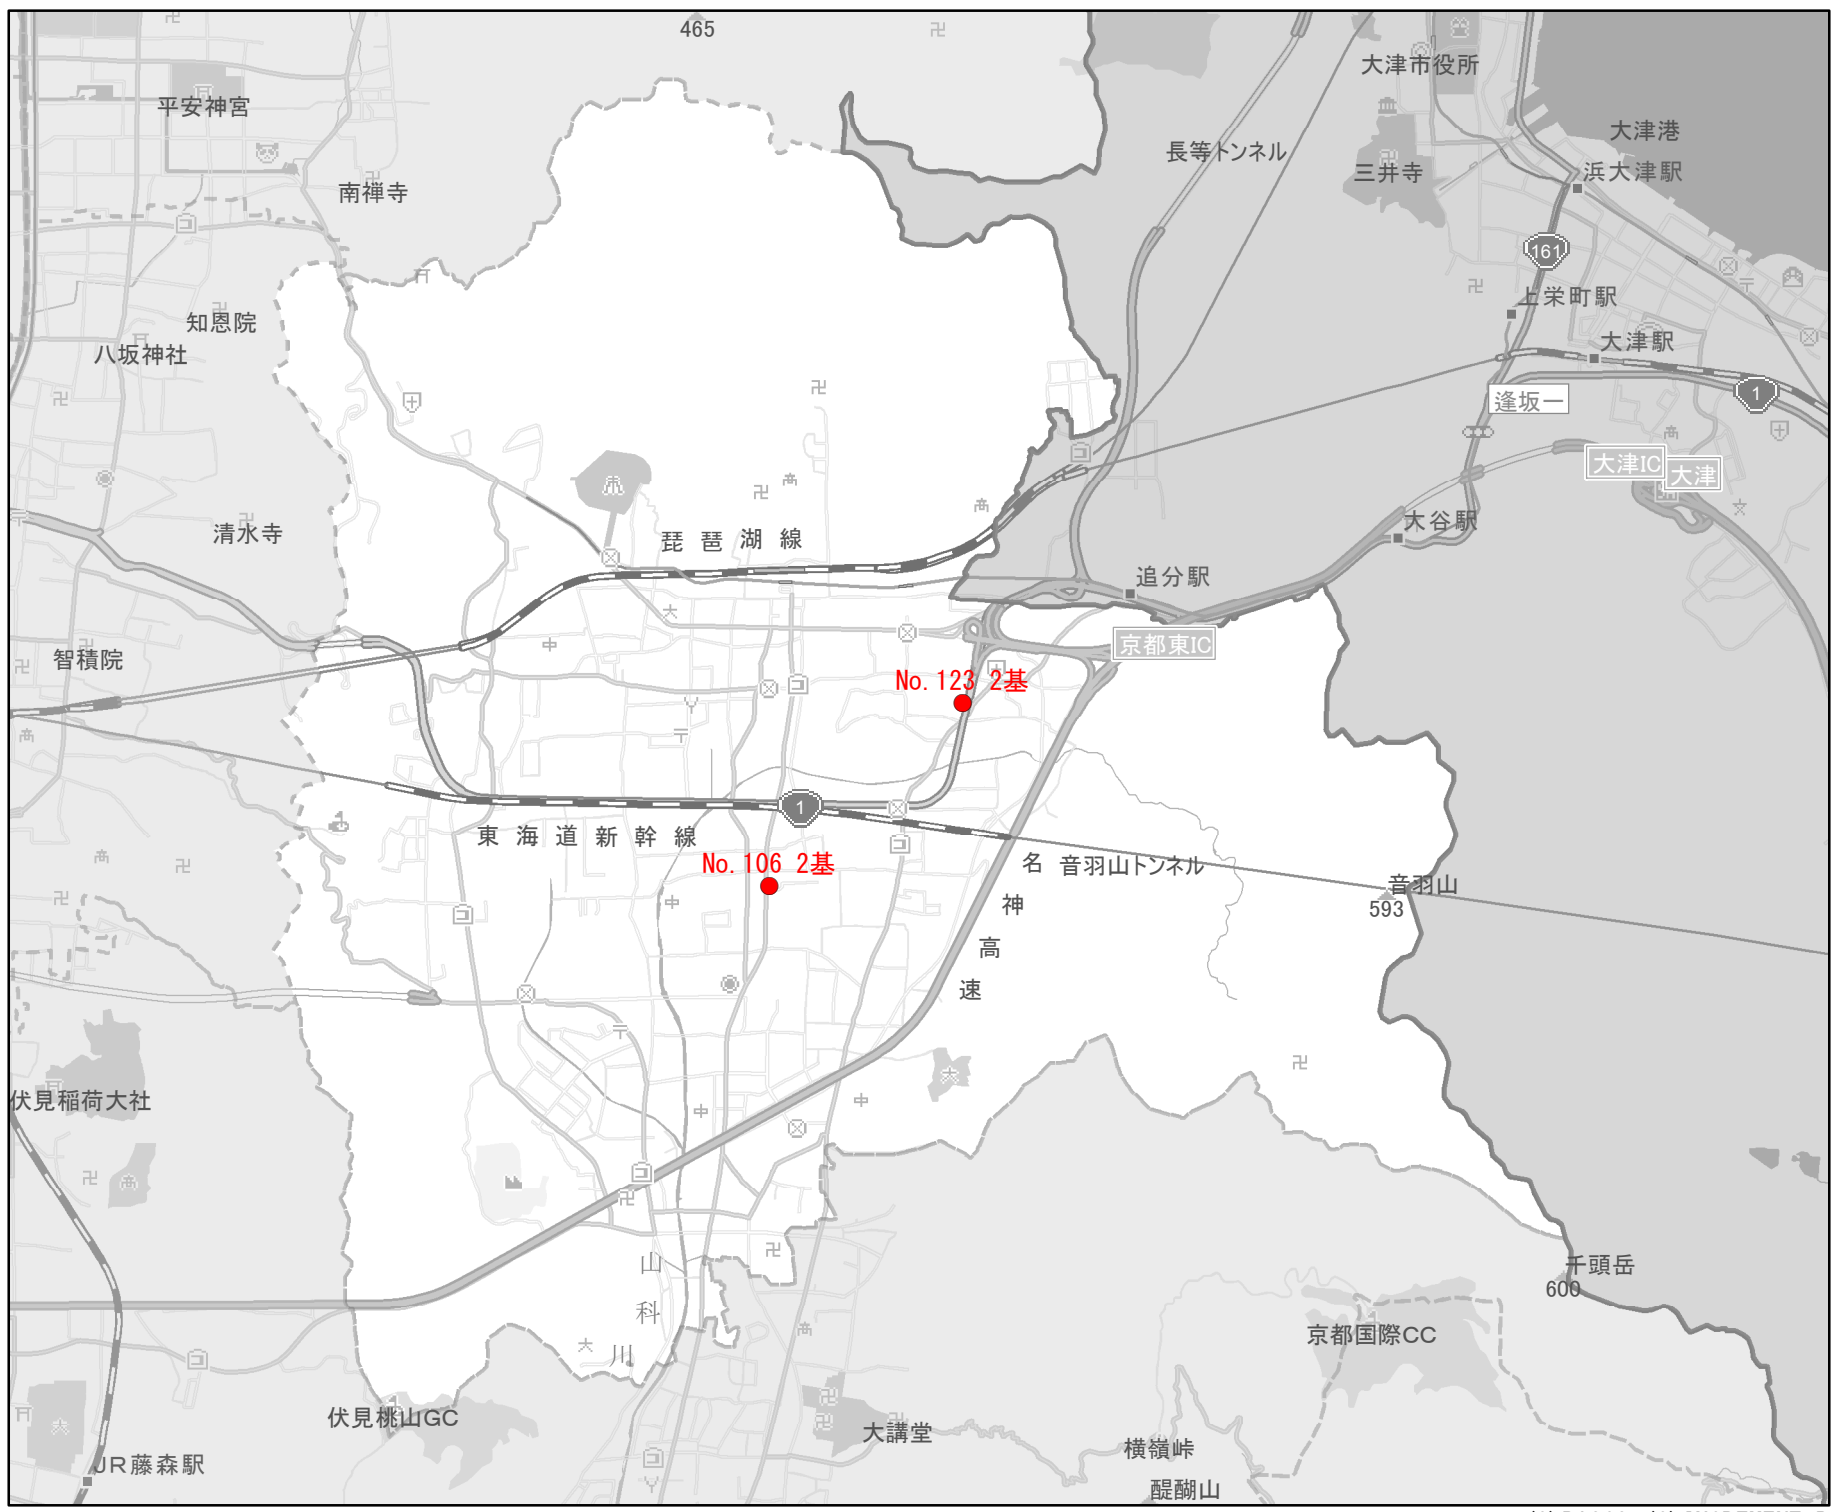 465
大津市役所
平安神宮
大津港
長等トンネル
三井寺
浜大津駅
南禅寺
161
上栄町駅
知恩院
八坂神社
大津駅
1
逢坂一
大津IC
大津
清水寺
大谷駅
琵琶湖線
追分駅
京都東IC
智積院
No.123 2基
1
東海道新幹線
No.106 2基
名神高速
音羽山トンネル
音羽山
593
伏見稲荷大社
山科川
千頭岳
600
京都国際CC
伏見桃山GC
大講堂
横嶺峠
JR藤森駅
醍醐山